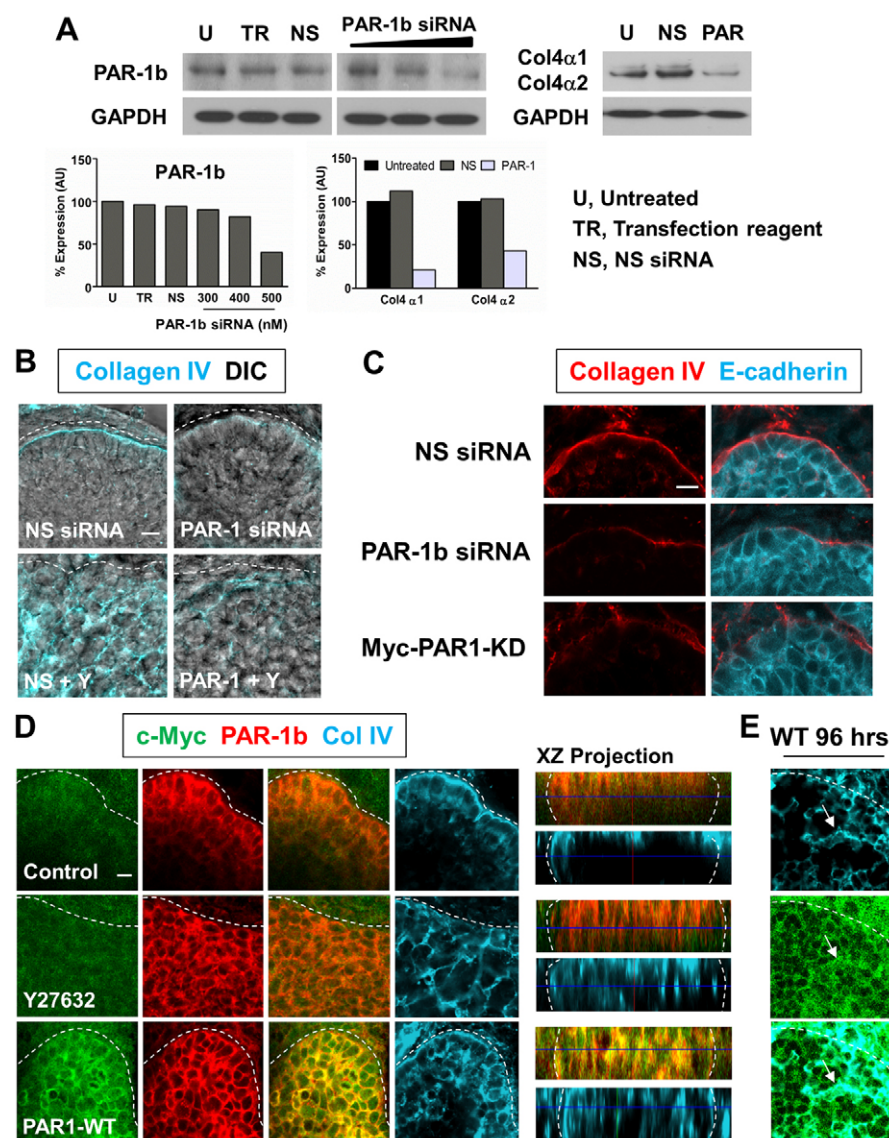 A
U TR NS PAR-1b siRNA
PAR-1b
GAPDH
U NS PAR
Col4α1
Col4α2
GAPDH
% Expression (AU)
150
100
50
0
PAR-1b
U TR NS 300 400 500
PAR-1b siRNA (nM)
% Expression (AU)
150
100
50
0
Untreated NS PAR-1
Col4 α1 Col4 α2
U, Untreated
TR, Transfection reagent
NS, NS siRNA
B
Collagen IV DIC
NS siRNA
PAR-1 siRNA
NS + Y
PAR-1 + Y
C
Collagen IV E-cadherin
NS siRNA
PAR-1b siRNA
Myc-PAR1-KD
D
c-Myc PAR-1b Col IV
XZ Projection
Control
Y27632
PAR1-WT
E
WT 96 hrs